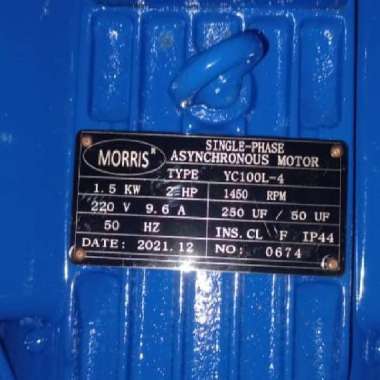 MORRIS
SINGLE-PHASE
ASYNCHRONOUS MOTOR
TYPE YC100L-4
1.5 KW 2 HP 1450 RPM
220 V 9.6 A 250 UF / 50 UF
50 HZ INS.CL F IP44
DATE: 2021.12 NO: 0674